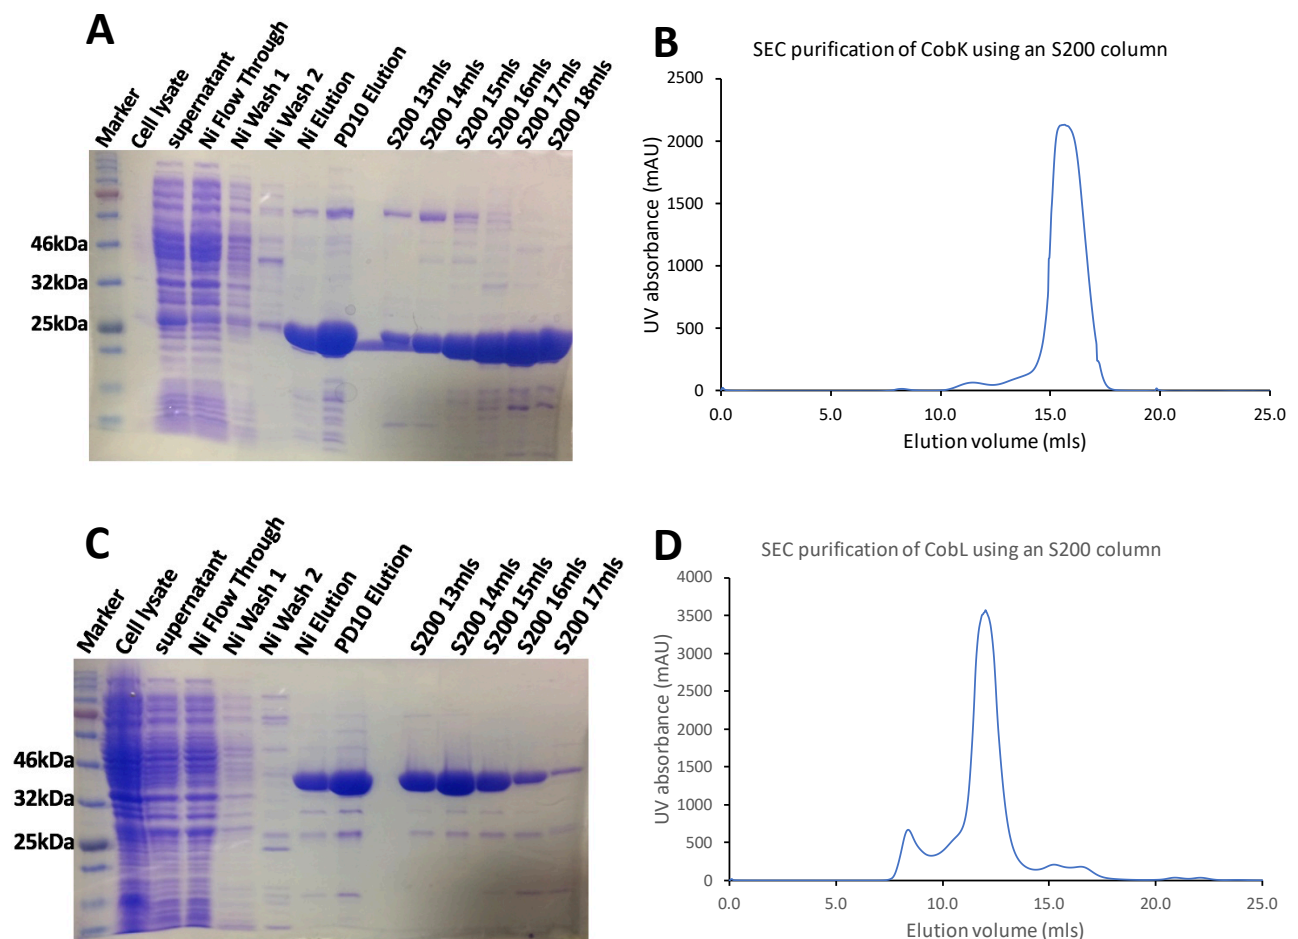 A
Marker
Cell lysate
supernatant
Ni Flow Through
Ni Wash 1
Ni Wash 2
Ni Elution
PD10 Elution
S200 13mls
S200 14mls
S200 15mls
S200 16mls
S200 17mls
S200 18mls
46kDa
32kDa
25kDa
B
SEC purification of CobK using an S200 column
UV absorbance (mAU)
2500
2000
1500
1000
500
0
0.0 5.0 10.0 15.0 20.0 25.0
Elution volume (mls)
C
Marker
Cell lysate
supernatant
Ni Flow Through
Ni Wash 1
Ni Wash 2
Ni Elution
PD10 Elution
S200 13mls
S200 14mls
S200 15mls
S200 16mls
S200 17mls
46kDa
32kDa
25kDa
D
SEC purification of CobL using an S200 column
UV absorbance (mAU)
4000
3500
3000
2500
2000
1500
1000
500
0
0.0 5.0 10.0 15.0 20.0 25.0
Elution volume (mls)